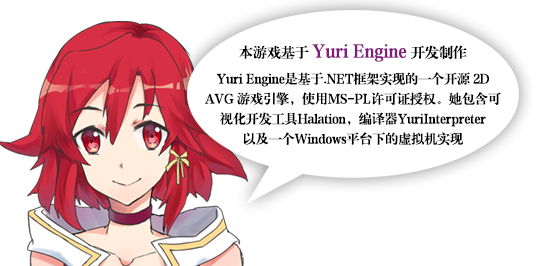 本游戏基于 Yuri Engine 开发制作
Yuri Engine是基于.NET框架实现的一个开源 2D
AVG 游戏引擎，使用MS-PL许可证授权。她包含可
视化开发工具Halation，编译器YuriInterpreter
以及一个Windows平台下的虚拟机实现